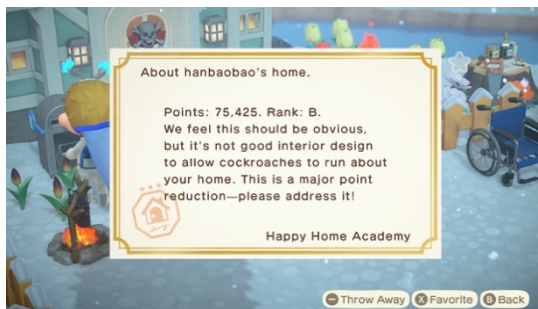 About hanbaobao's home.
Points: 75,425. Rank: B.
We feel this should be obvious,
but it's not good interior design
to allow cockroaches to run about
your home. This is a major point
reduction—please address it!
Happy Home Academy
Throw Away X Favorite B Back